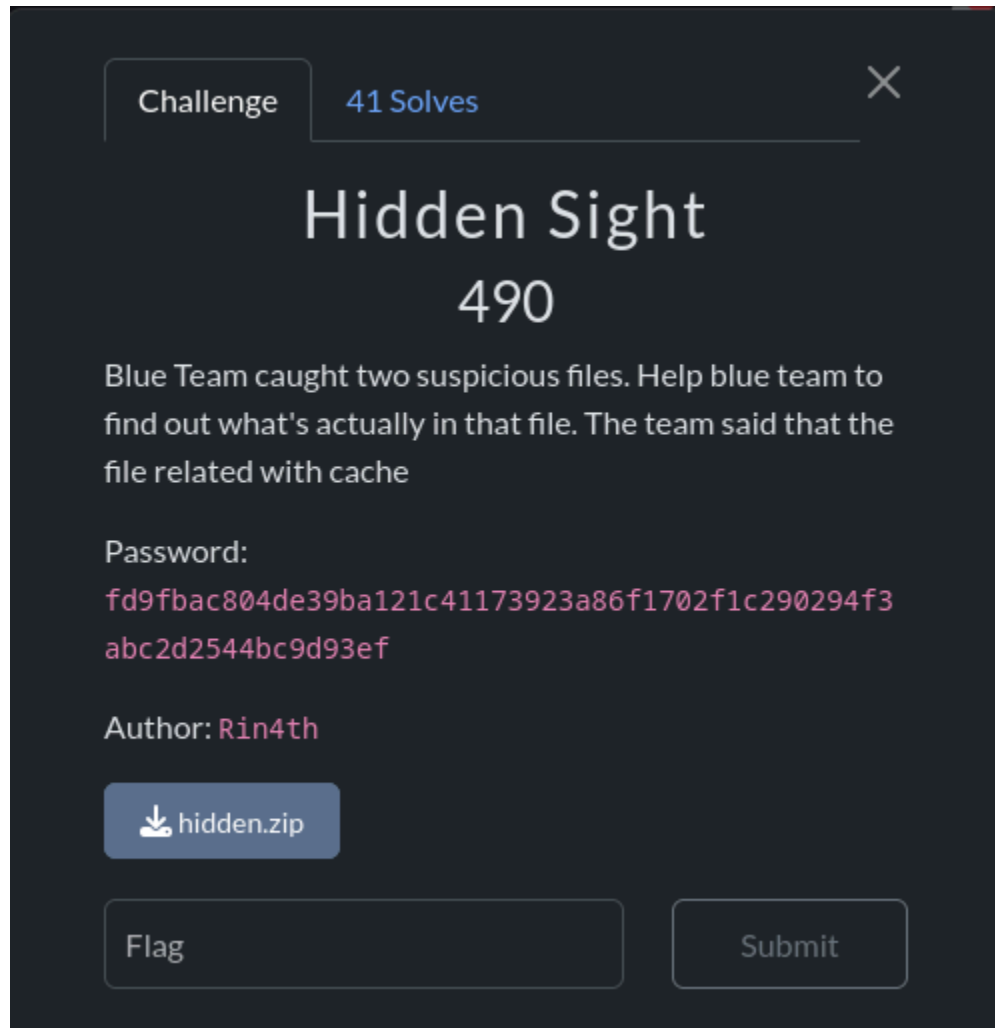 Challenge
41 Solves
Hidden Sight
490
Blue Team caught two suspicious files. Help blue team to
find out what's actually in that file. The team said that the
file related with cache
Password:
fd9fbac804de39ba121c41173923a86f1702f1c290294f3
abc2d2544bc9d93ef
Author: Rin4th
hidden.zip
Flag
Submit